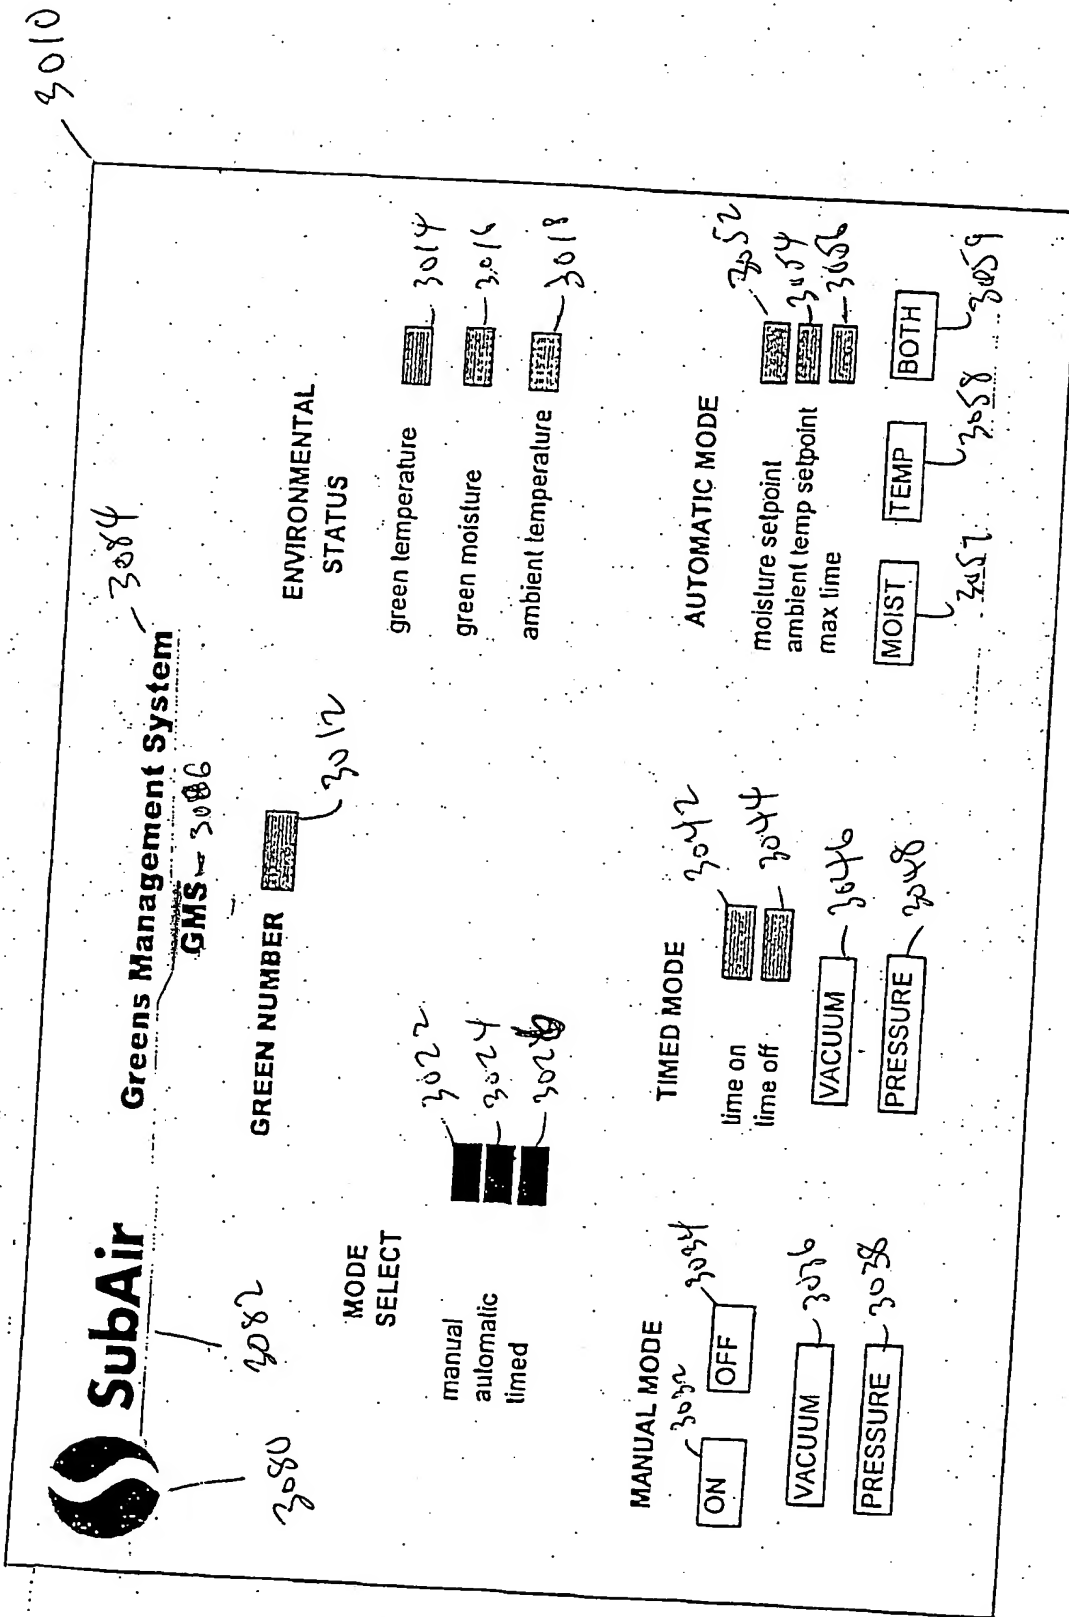 3010
SubAir
Greens Management System 3084
GMS 3086
3080
3082
GREEN NUMBER
3012
MODE
SELECT
manual 3022
automatic 3024
timed
ENVIRONMENTAL
STATUS
green temperature 3014
green moisture 3016
ambient temperature 3018
MANUAL MODE
3032
3034
ON OFF
VACUUM 3036
PRESSURE 3038
TIMED MODE
time on 3042
time off 3044
VACUUM 3046
PRESSURE 3048
AUTOMATIC MODE
moisture setpoint 3052
ambient temp setpoint 3054
max time 3056
MOIST TEMP BOTH
3057 3058 3059